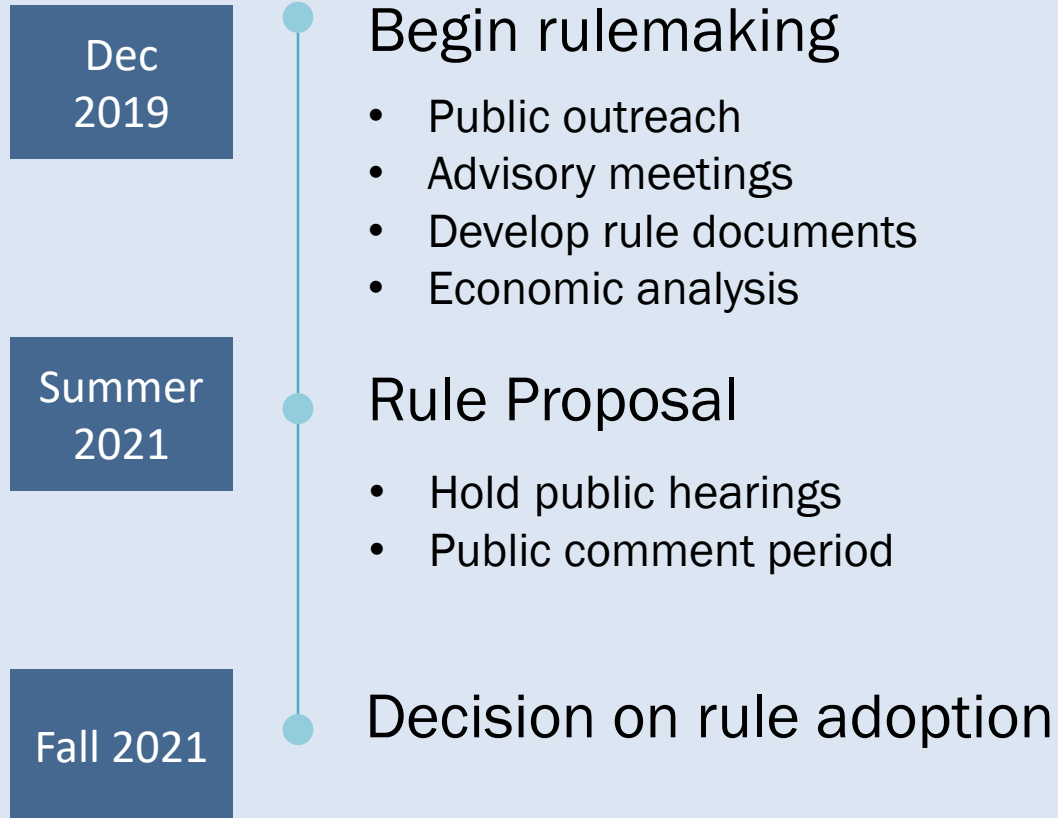 Dec
2019
Begin rulemaking
• Public outreach
• Advisory meetings
• Develop rule documents
• Economic analysis
Summer
2021
Rule Proposal
• Hold public hearings
• Public comment period
Fall 2021
Decision on rule adoption